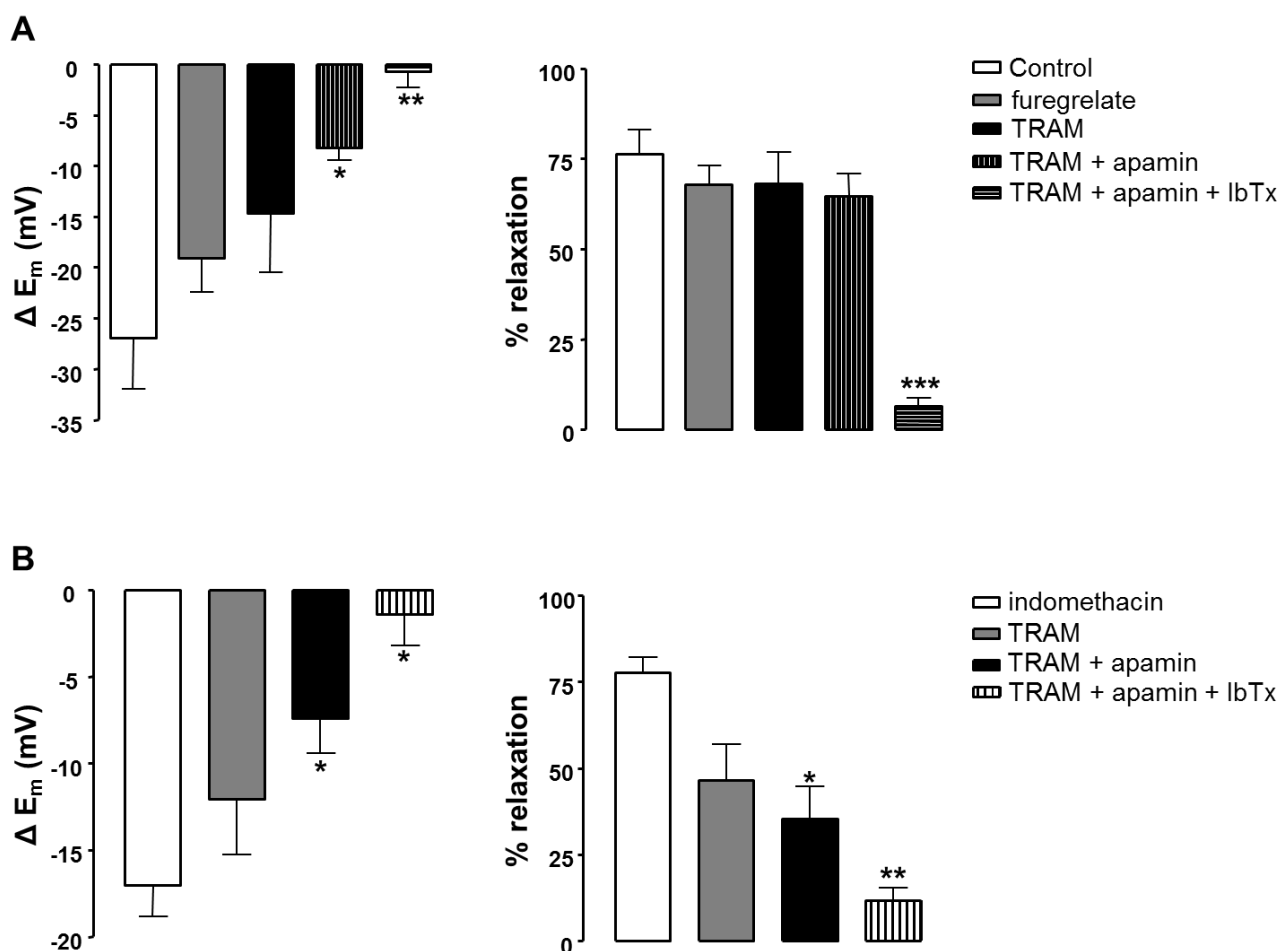 A
0
-5
-10
-15
-20
-25
-30
-35
Δ Em (mV)
*
**
100
75
50
25
0
% relaxation
***
Control
furegrelate
TRAM
TRAM + apamin
TRAM + apamin + IbTx
B
0
-5
-10
-15
-20
Δ Em (mV)
*
*
100
75
50
25
0
% relaxation
*
**
indomethacin
TRAM
TRAM + apamin
TRAM + apamin + IbTx